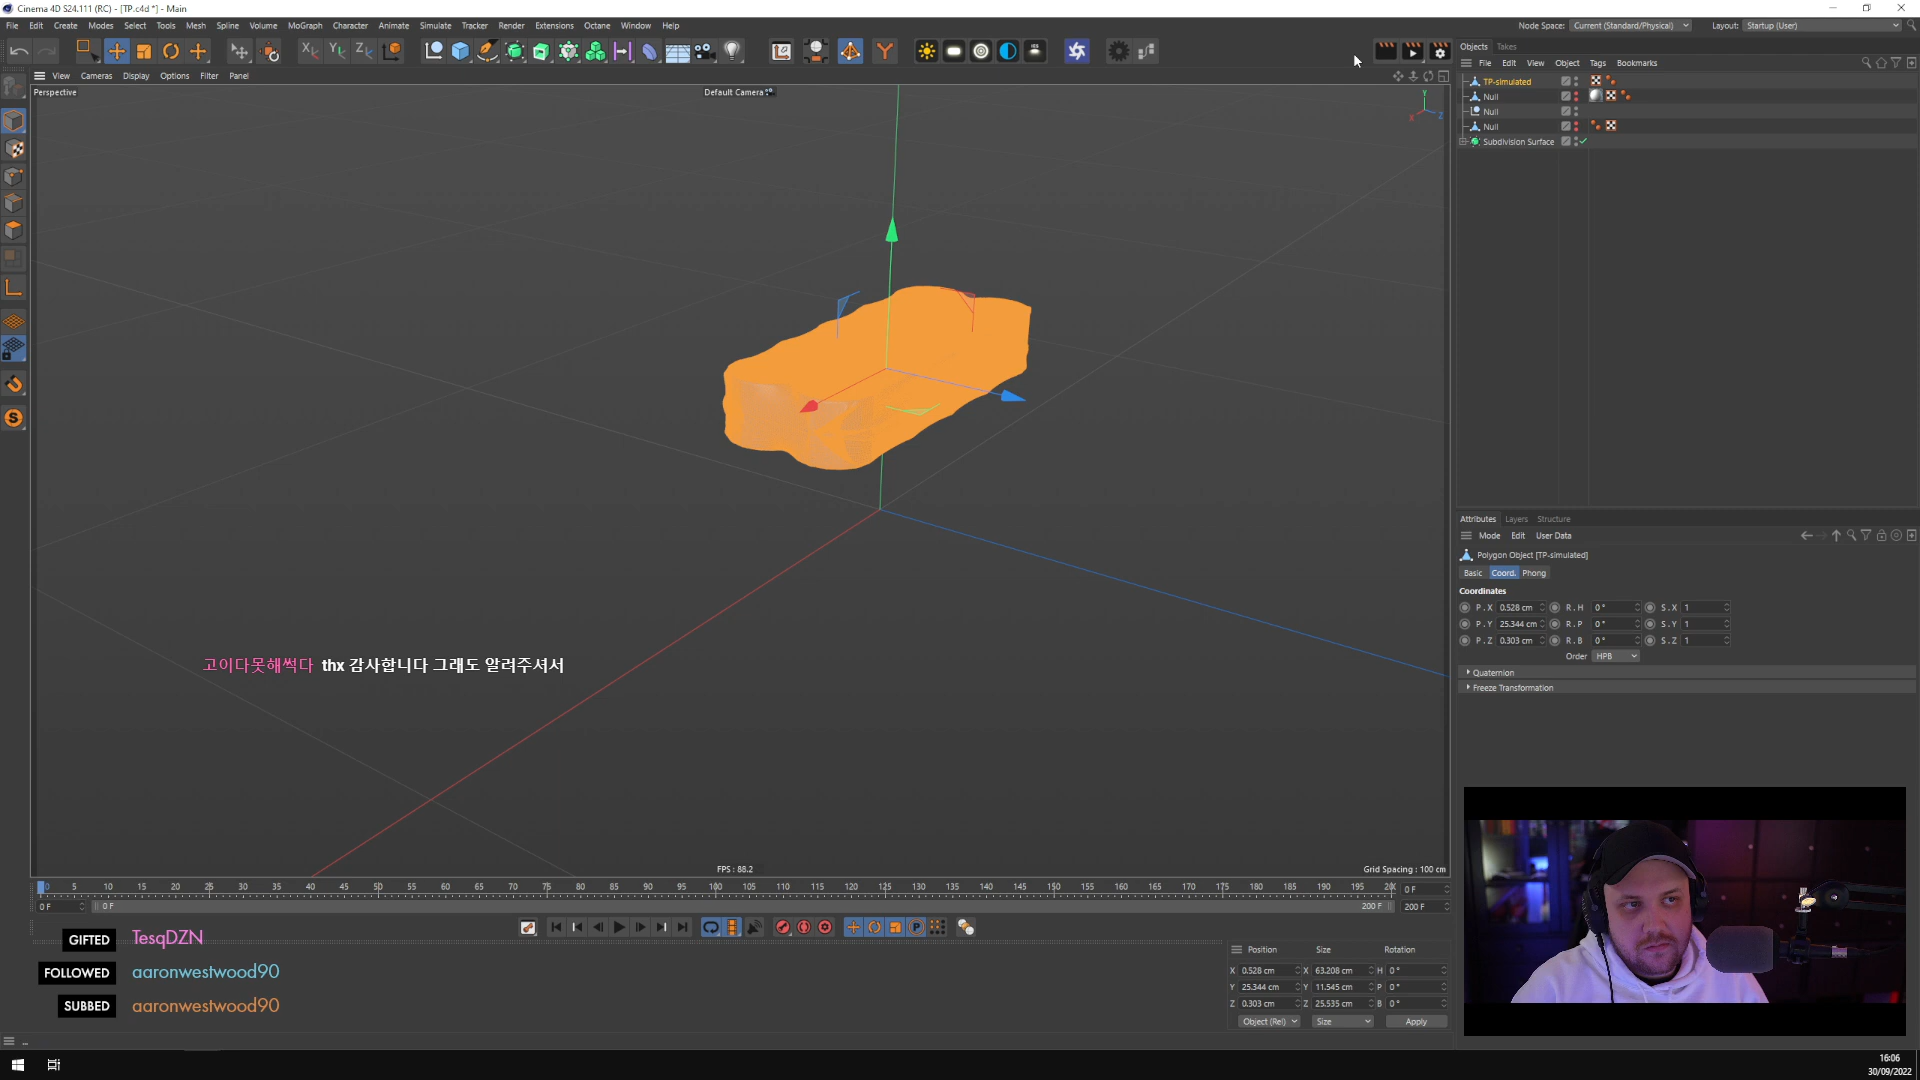 Cinema 4D S24.111 (RC) - [TP.c4d *] - Main
File Edit Create Modes Select Tools Mesh Spline Volume MoGraph Character Animate Simulate Tracker Render Extensions Octane Window Help
Node Space: Current (Standard/Physical) Layout: Startup (User)
View Cameras Display Options Filter Panel
Perspective
Default Camera
Y
X
Z
Objects Takes
File Edit View Object Tags Bookmarks
TP-simulated
Null
Null
Null
Subdivision Surface
Attributes Layers Structure
Mode Edit User Data
Polygon Object [TP-simulated]
Basic Coord. Phong
Coordinates
P . X 0.528 cm R . H 0 ° S . X 1
P . Y 25.344 cm R . P 0 ° S . Y 1
P . Z 0.303 cm R . B 0 ° S . Z 1
Order HPB
Quaternion
Freeze Transformation
고이다못해썩다 thx 감사합니다 그래도 알려주셔서
FPS : 88.2
Grid Spacing : 100 cm
0 5 10 15 20 25 30 35 40 45 50 55 60 65 70 75 80 85 90 95 100 105 110 115 120 125 130 135 140 145 150 155 160 165 170 175 180 185 190 195 20 0 F
0 F 0 F 200 F 200 F
GIFTED TesqDZN
FOLLOWED aaronwestwood90
SUBBED aaronwestwood90
Position Size Rotation
X 0.528 cm X 63.208 cm H 0 °
Y 25.344 cm Y 11.545 cm P 0 °
Z 0.303 cm Z 25.535 cm B 0 °
Object (Rel) Size Apply
...
16:06
30/09/2022